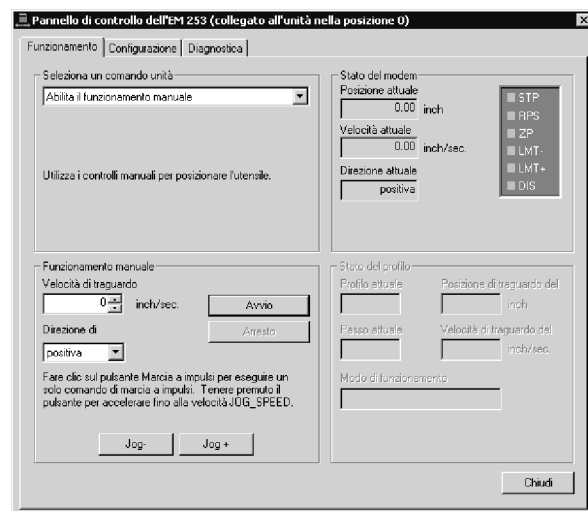 Pannello di controllo dell'EM 253 (collegato all'unità nella posizione 0)
Funzionamento Configurazione Diagnostica
Seleziona un comando unità
Abilita il funzionamento manuale
Utilizza i controlli manuali per posizionare l'utensile.
Stato del modem
Posizione attuale
0.00 inch
Velocità attuale
0.00 inch/sec.
Direzione attuale
positiva
STP
RPS
ZP
LMT-
LMT+
DIS
Funzionamento manuale
Velocità di traguardo
0 inch/sec.
Avvio
Direzione di
Arresto
positiva
Fare clic sul pulsante Marcia a impulsi per eseguire un
solo comando di marcia a impulsi. Tenere premuto il
pulsante per accelerare fino alla velocità JOG_SPEED.
Jog- Jog +
Stato del profilo
Profilo attuale Posizione di traguardo del
inch
Passo attuale Velocità di traguardo del
inch/sec.
Modo di funzionamento
Chiudi